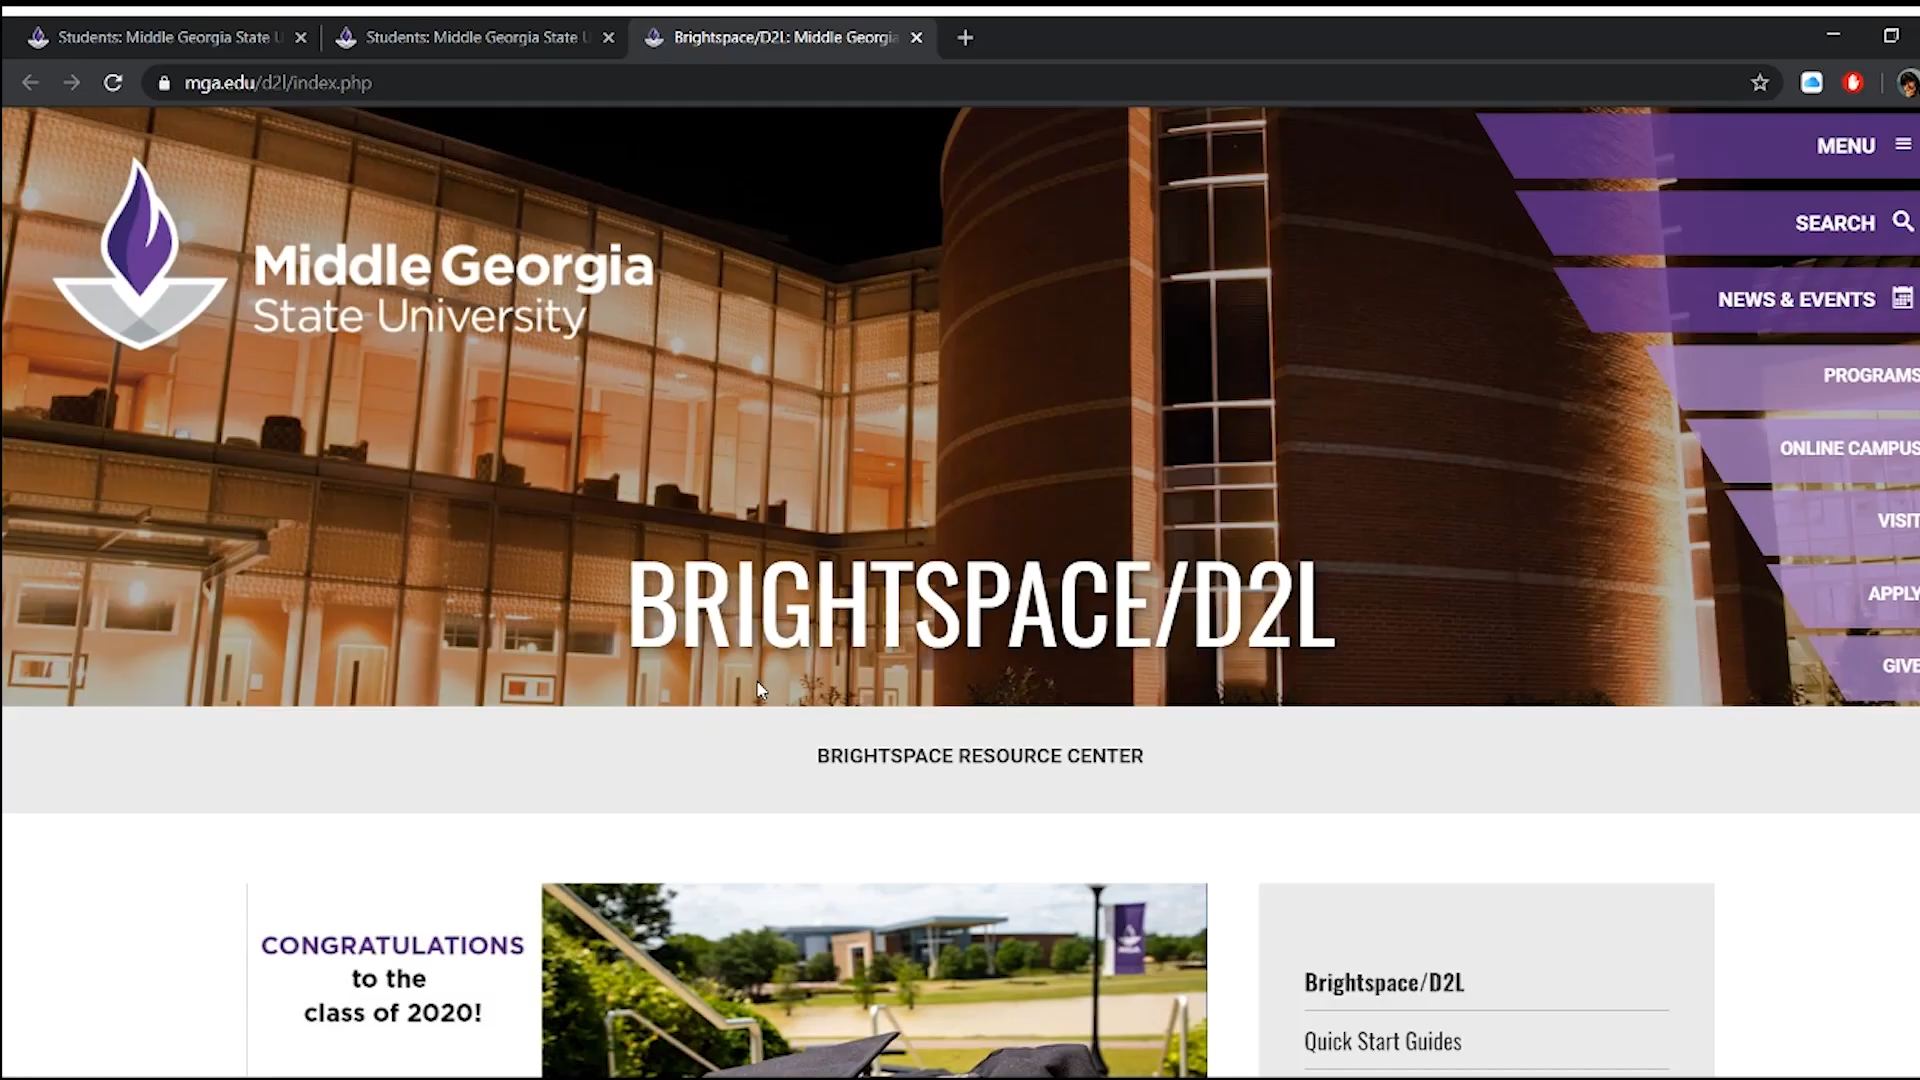 Students: Middle Georgia State U
Students: Middle Georgia State U
Brightspace/D2L: Middle Georgia
mga.edu/d2l/index.php
MENU
SEARCH
NEWS & EVENTS
PROGRAMS
ONLINE CAMPUS
VISIT
APPLY
GIVE
Middle Georgia
State University
BRIGHTSPACE/D2L
BRIGHTSPACE RESOURCE CENTER
CONGRATULATIONS
to the
class of 2020!
Brightspace/D2L
Quick Start Guides